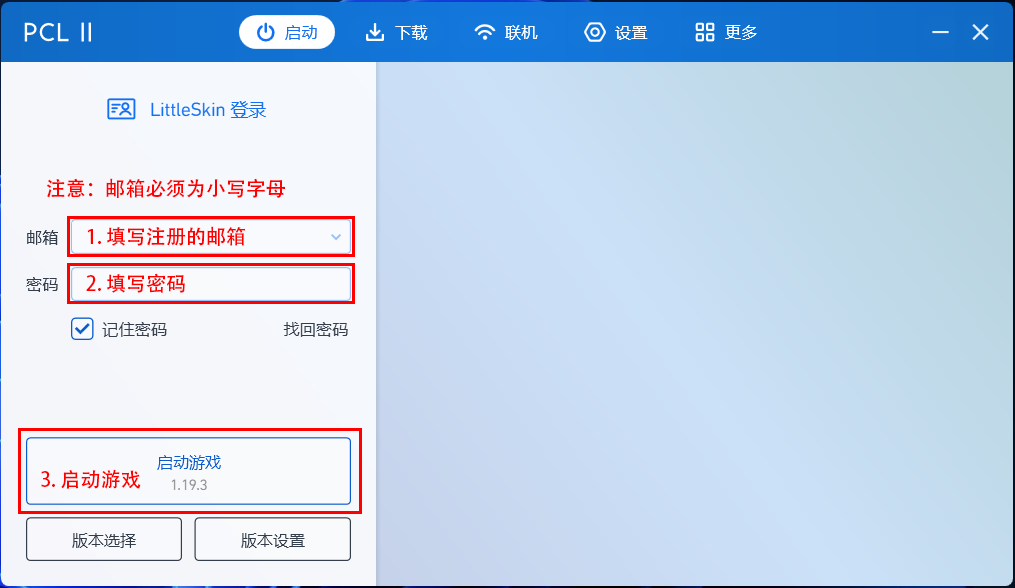 PCL II 启动 下载 联机 设置 更多
LittleSkin 登录
注意：邮箱必须为小写字母
邮箱 1. 填写注册的邮箱
密码 2. 填写密码
记住密码 找回密码
启动游戏
3. 启动游戏
1.19.3
版本选择 版本设置